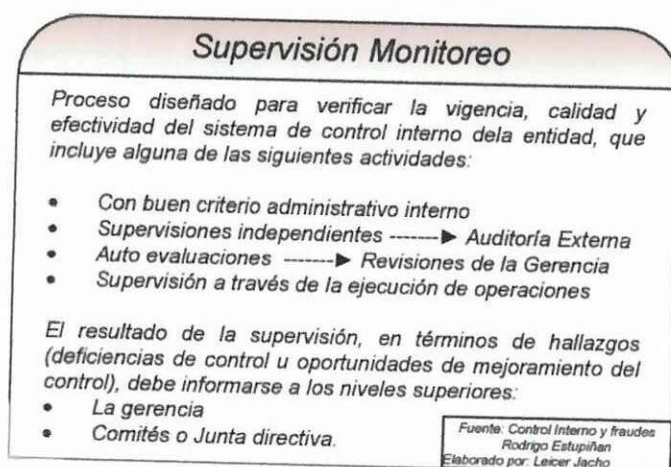 Supervisión Monitoreo
Proceso diseñado para verificar la vigencia, calidad y
efectividad del sistema de control interno dela entidad, que
incluye alguna de las siguientes actividades:
• Con buen criterio administrativo interno
• Supervisiones independientes -------► Auditoría Externa
• Auto evaluaciones -------► Revisiones de la Gerencia
• Supervisión a través de la ejecución de operaciones
El resultado de la supervisión, en términos de hallazgos
(deficiencias de control u oportunidades de mejoramiento del
control), debe informarse a los niveles superiores:
• La gerencia
• Comités o Junta directiva.
Fuente: Control Interno y fraudes
Rodrigo Estupiñan
Elaborado por: Leicer Jacho